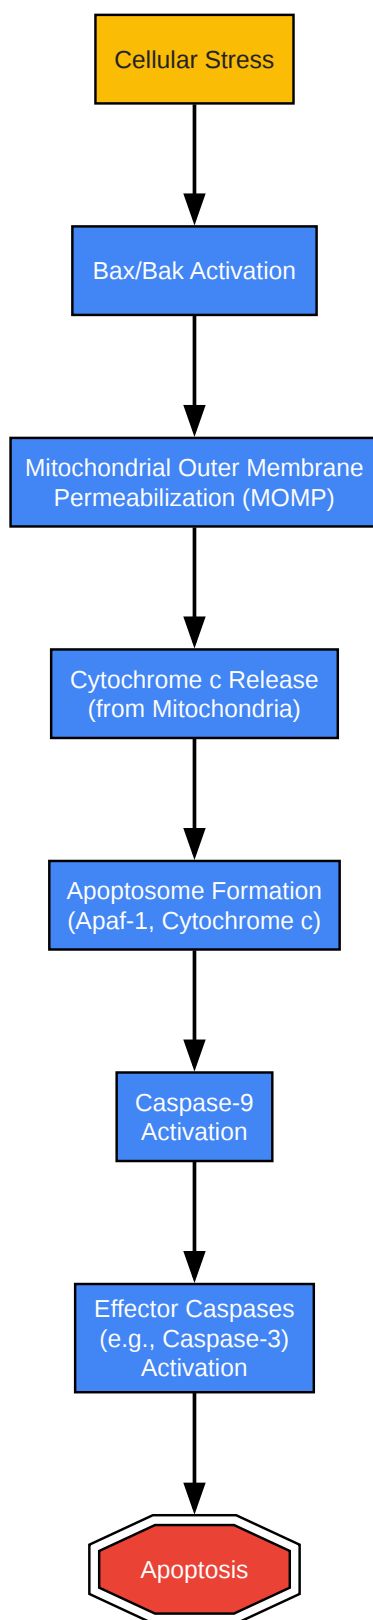 Cellular Stress
Bax/Bak Activation
Mitochondrial Outer Membrane
Permeabilization (MOMP)
Cytochrome c Release
(from Mitochondria)
Apoptosome Formation
(Apaf-1, Cytochrome c)
Caspase-9
Activation
Effector Caspases
(e.g., Caspase-3)
Activation
Apoptosis